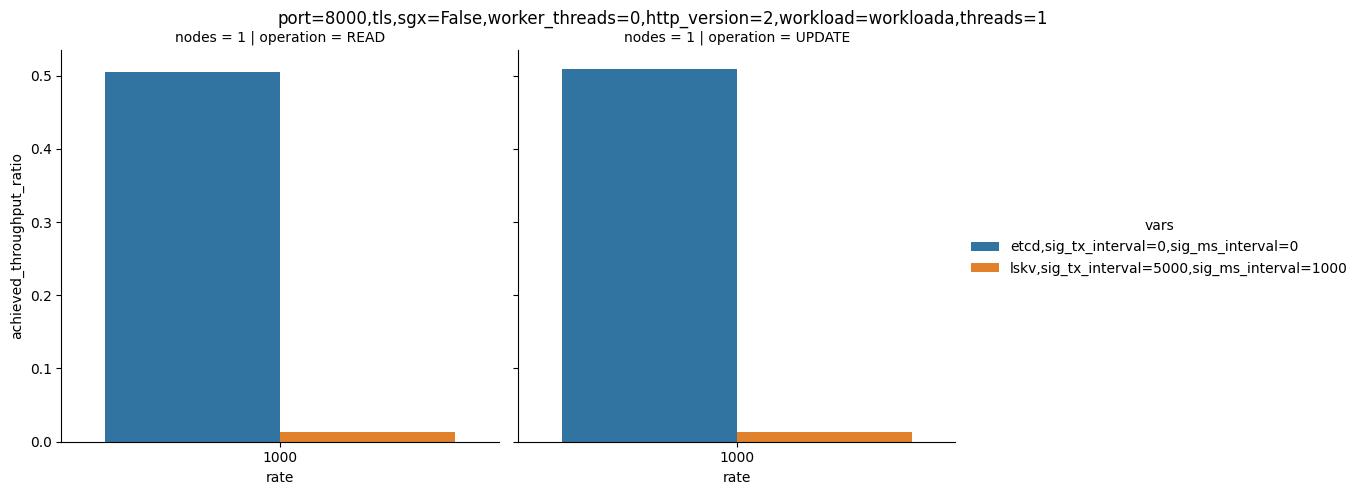 port=8000,tls,sgx=False,worker_threads=0,http_version=2,workload=workloada,threads=1
nodes = 1 | operation = READ
nodes = 1 | operation = UPDATE
achieved_throughput_ratio
0.5
0.4
0.3
0.2
0.1
0.0
1000
1000
rate
rate
vars
etcd,sig_tx_interval=0,sig_ms_interval=0
lskv,sig_tx_interval=5000,sig_ms_interval=1000